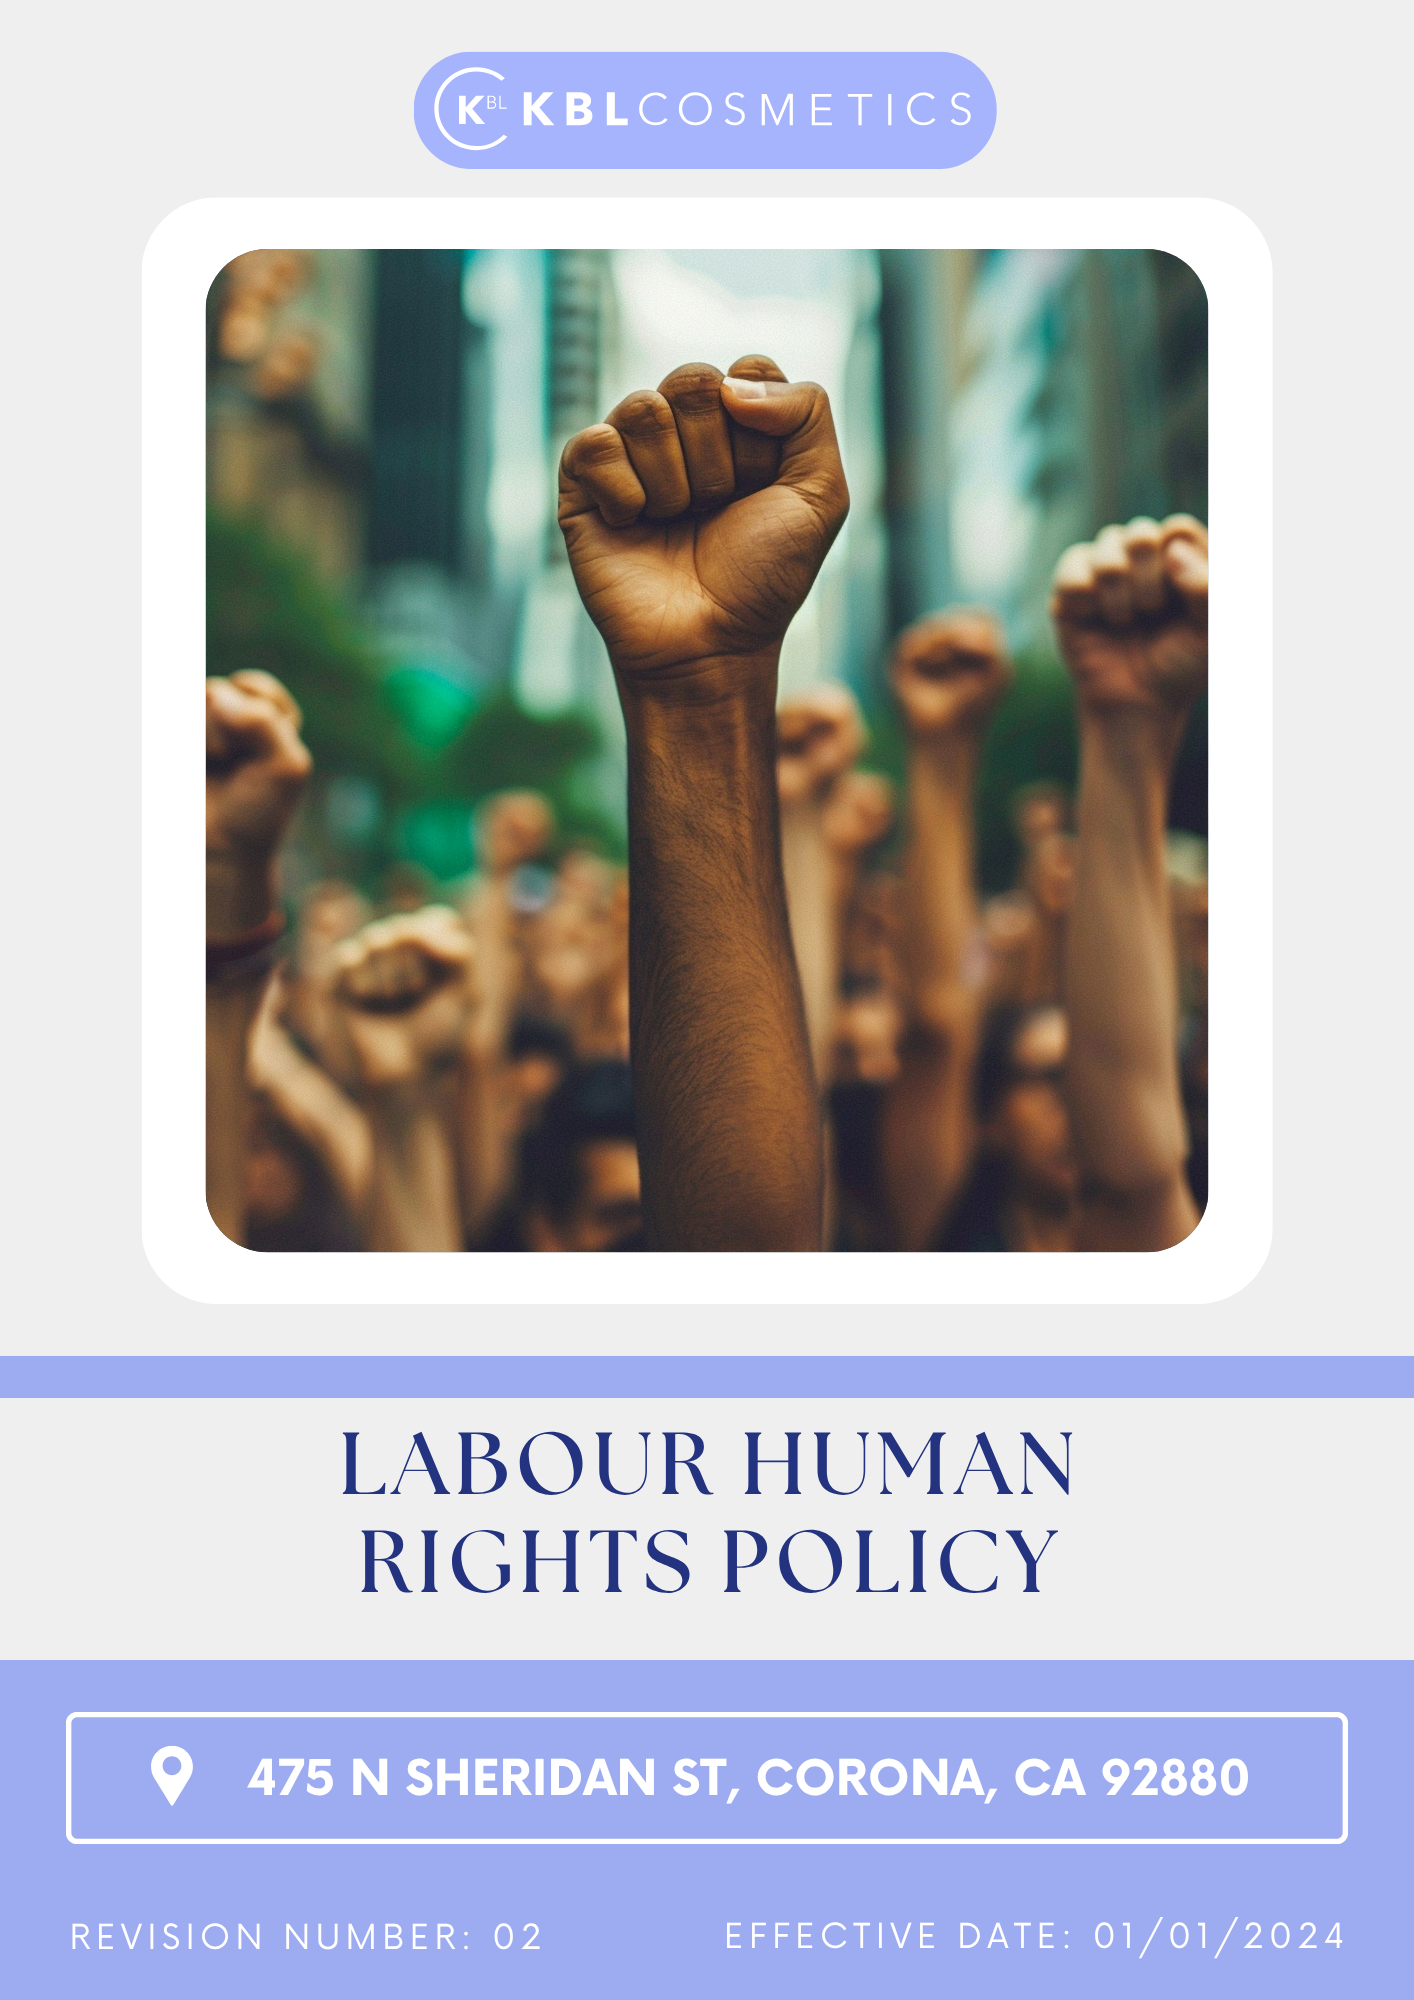 KBL KBLCOSMETICS
LABOUR HUMAN
RIGHTS POLICY
475 N SHERIDAN ST, CORONA, CA 92880
REVISION NUMBER: 02
EFFECTIVE DATE: 01/01/2024